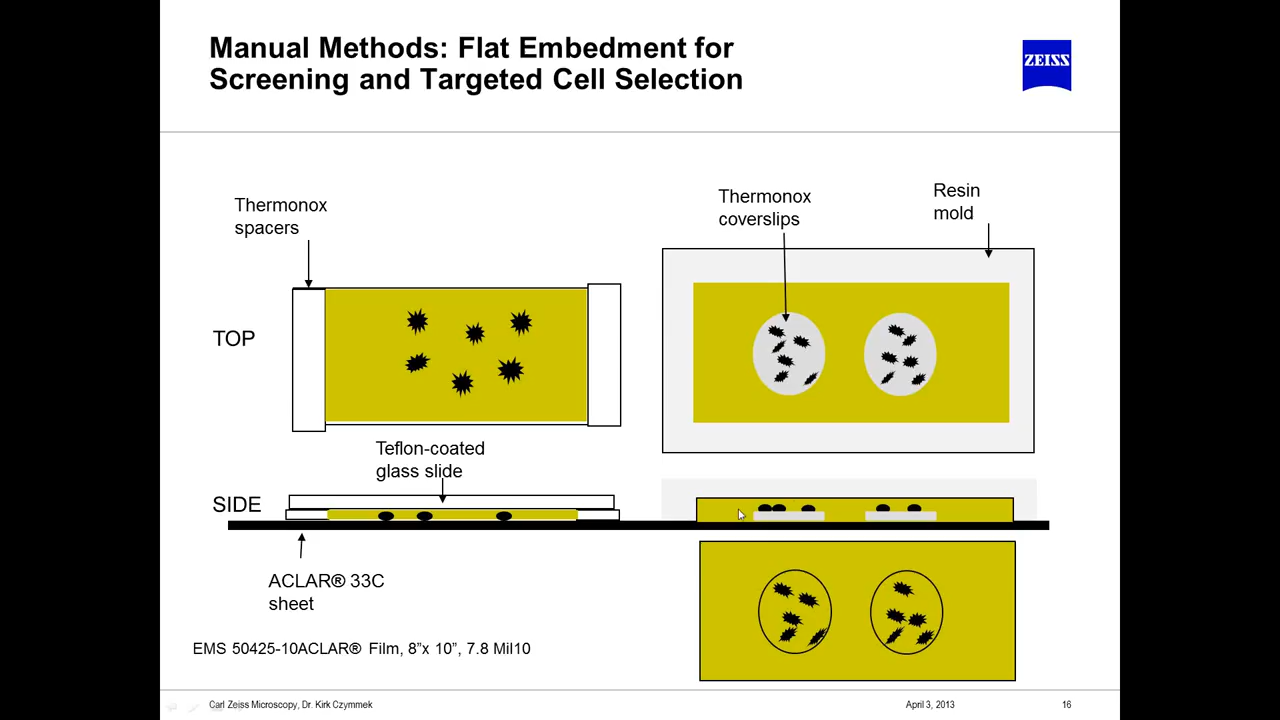 Manual Methods: Flat Embedment for
Screening and Targeted Cell Selection
ZEISS
Thermonox
spacers
Thermonox
coverslips
Resin
mold
TOP
Teflon-coated
glass slide
SIDE
ACLAR® 33C
sheet
EMS 50425-10ACLAR® Film, 8”x 10”, 7.8 Mil10
Carl Zeiss Microscopy, Dr. Kirk Czymmek
April 3, 2013
16